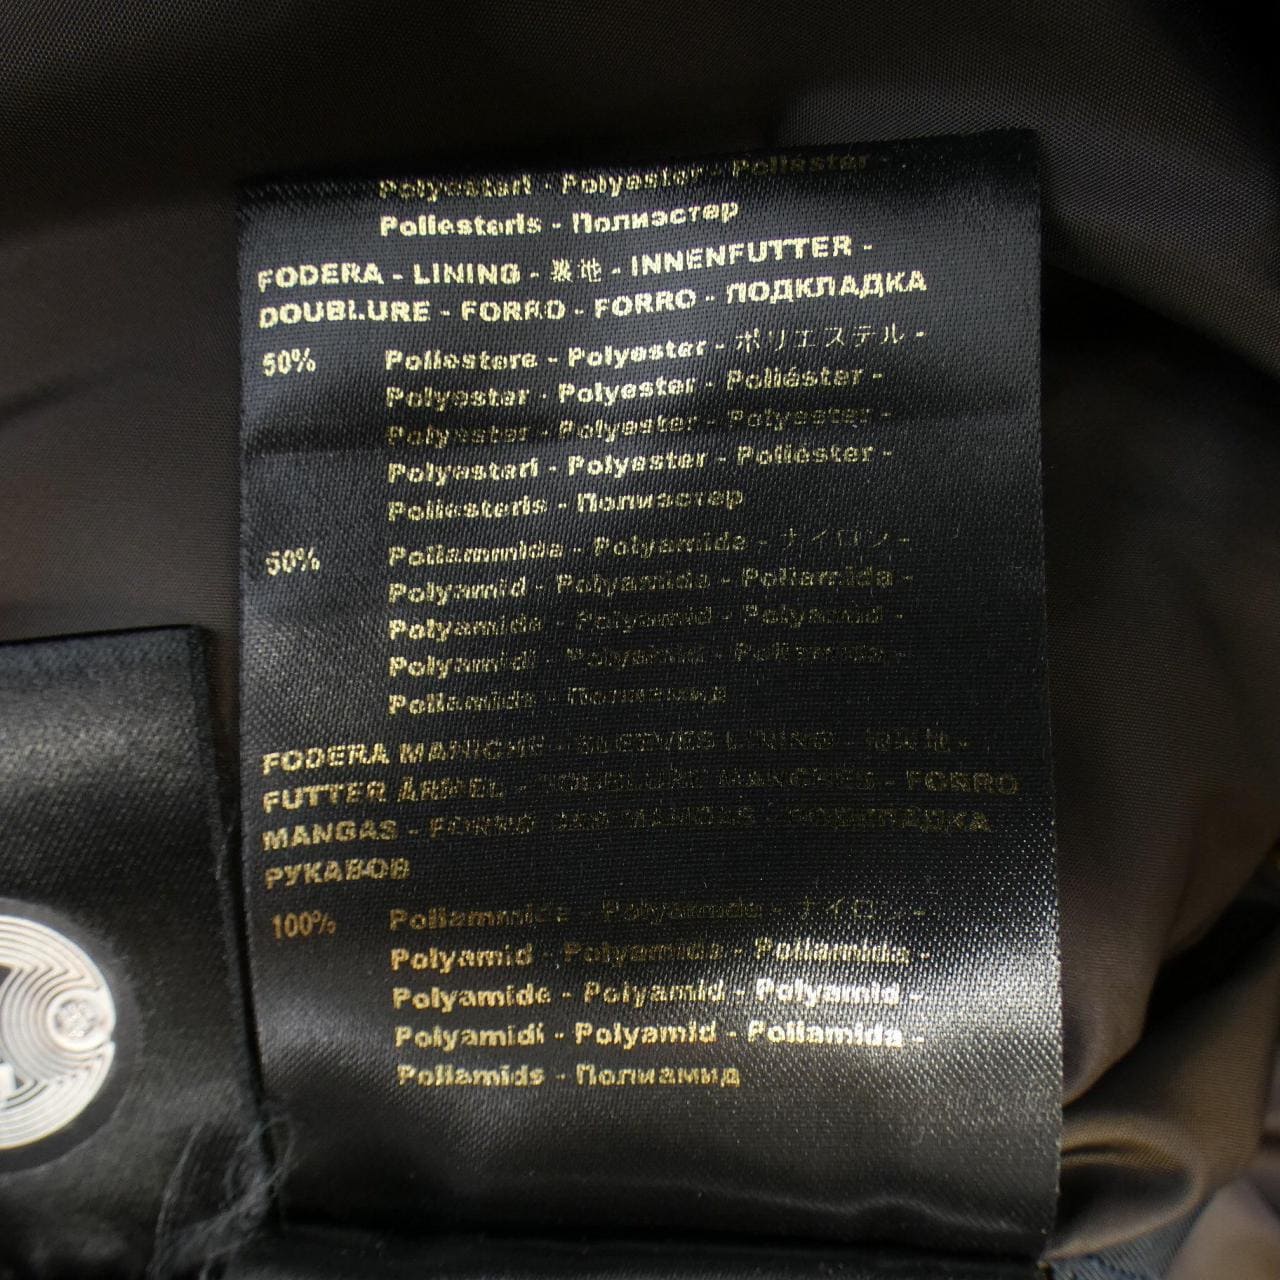 Polyesteri - Polyester - Poliéster -
Poliesteris - Полиэстер
FODERA - LINING - 裏地 - INNENFUTTER -
DOUBLURE - FORRO - FORRO - ПОДКЛАДКА
50% Poliestere - Polyester - ポリエステル -
Polyester - Polyester - Poliéster -
Polyester - Polyester - Polyester -
Polyesteri - Polyester - Poliéster -
Poliesteris - Полиэстер
50% Poliammide - Polyamide - ナイロン -
Polyamid - Polyamide - Poliamida -
Polyamide - Polyamid - Polyamid -
Polyamidi - Polyamid - Poliamida -
Poliamids - Полиамид
FODERA MANICHE - SLEEVES LINING - 袖裏地 -
FUTTER ÄRMEL - DOUBLURE MANCHES - FORRO
MANGAS - FORRO DAS MANGAS - ПОДКЛАДКА
РУКАВОВ
100% Poliammide - Polyamide - ナイロン -
Polyamid - Polyamide - Poliamida -
Polyamide - Polyamid - Polyamid -
Polyamidi - Polyamid - Poliamida -
Poliamids - Полиамид